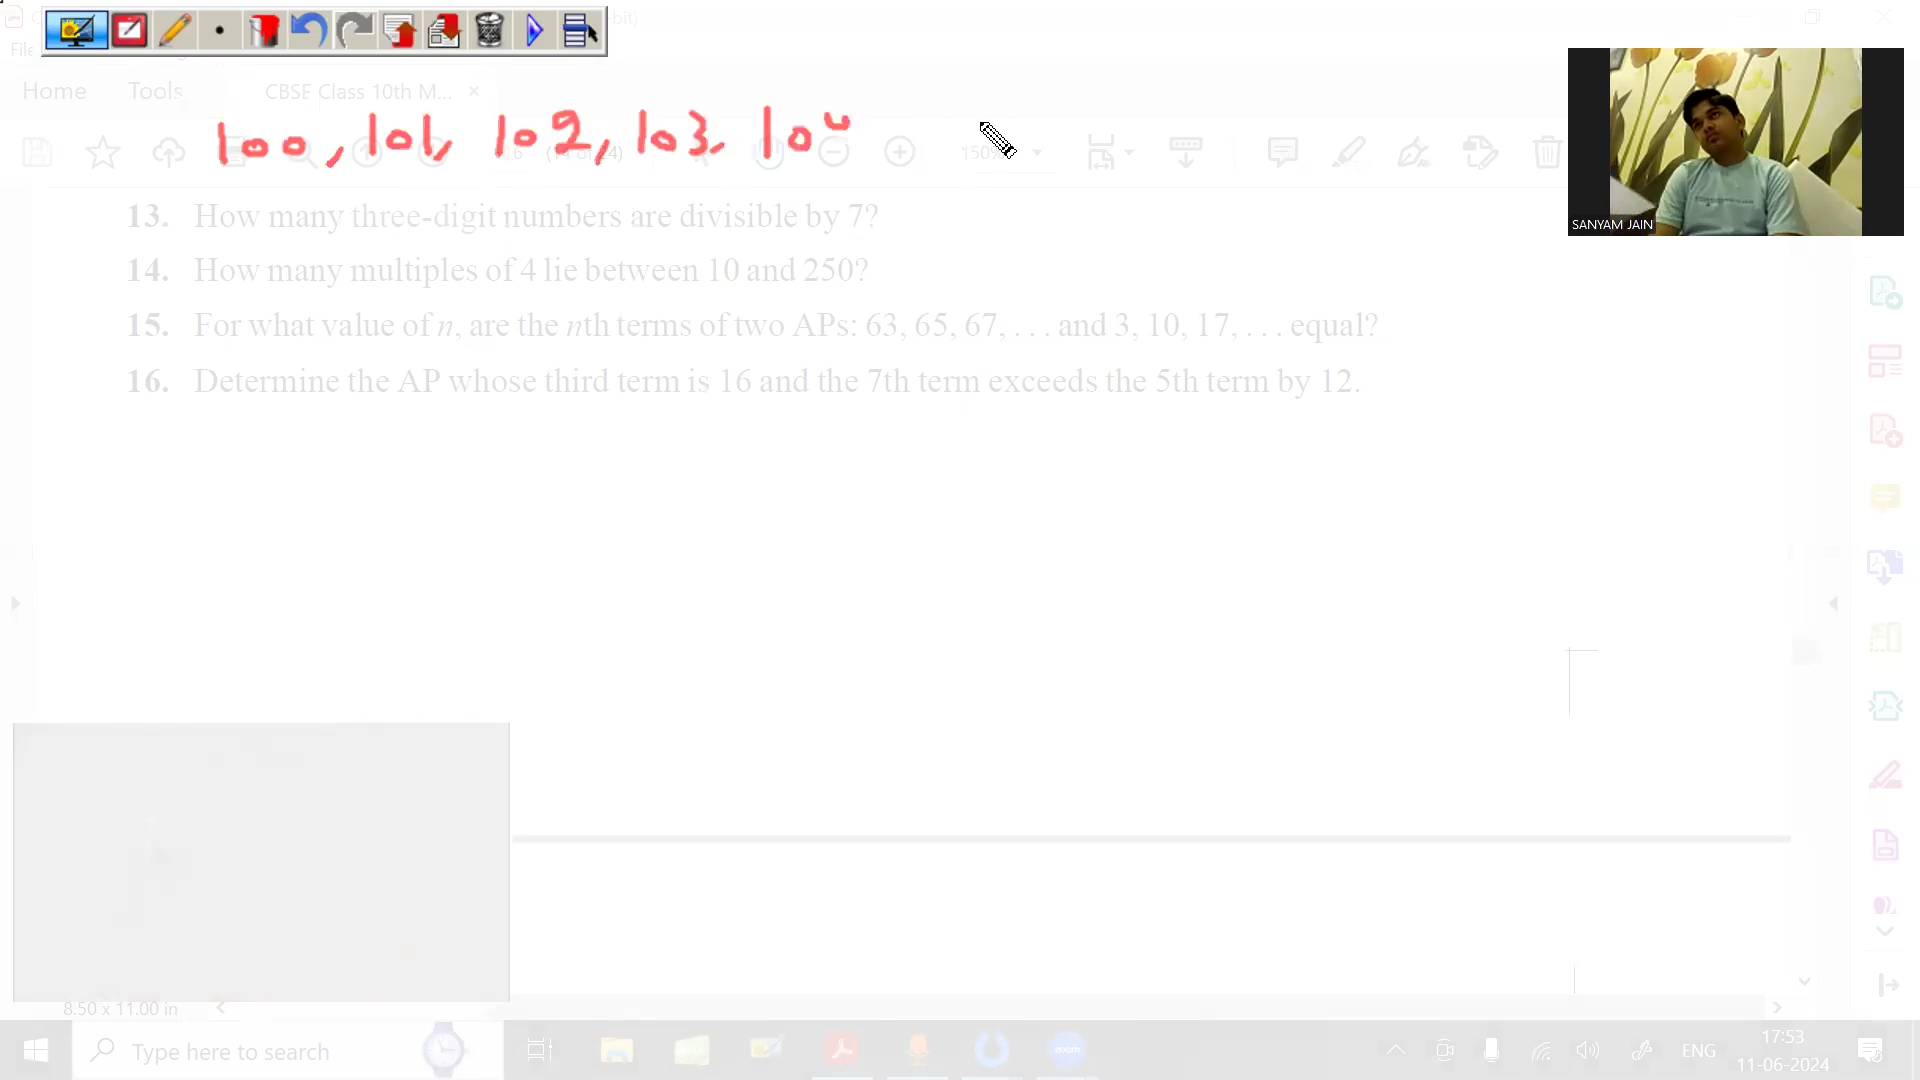 File
Home Tools CBSE Class 10th M... ×
100, 101, 102, 103, 10
150%
SANYAM JAIN
13. How many three-digit numbers are divisible by 7?
14. How many multiples of 4 lie between 10 and 250?
15. For what value of n, are the nth terms of two APs: 63, 65, 67, . . . and 3, 10, 17, . . . equal?
16. Determine the AP whose third term is 16 and the 7th term exceeds the 5th term by 12.
8.50 x 11.00 in
Type here to search
zoom
ENG
17:53
11-06-2024